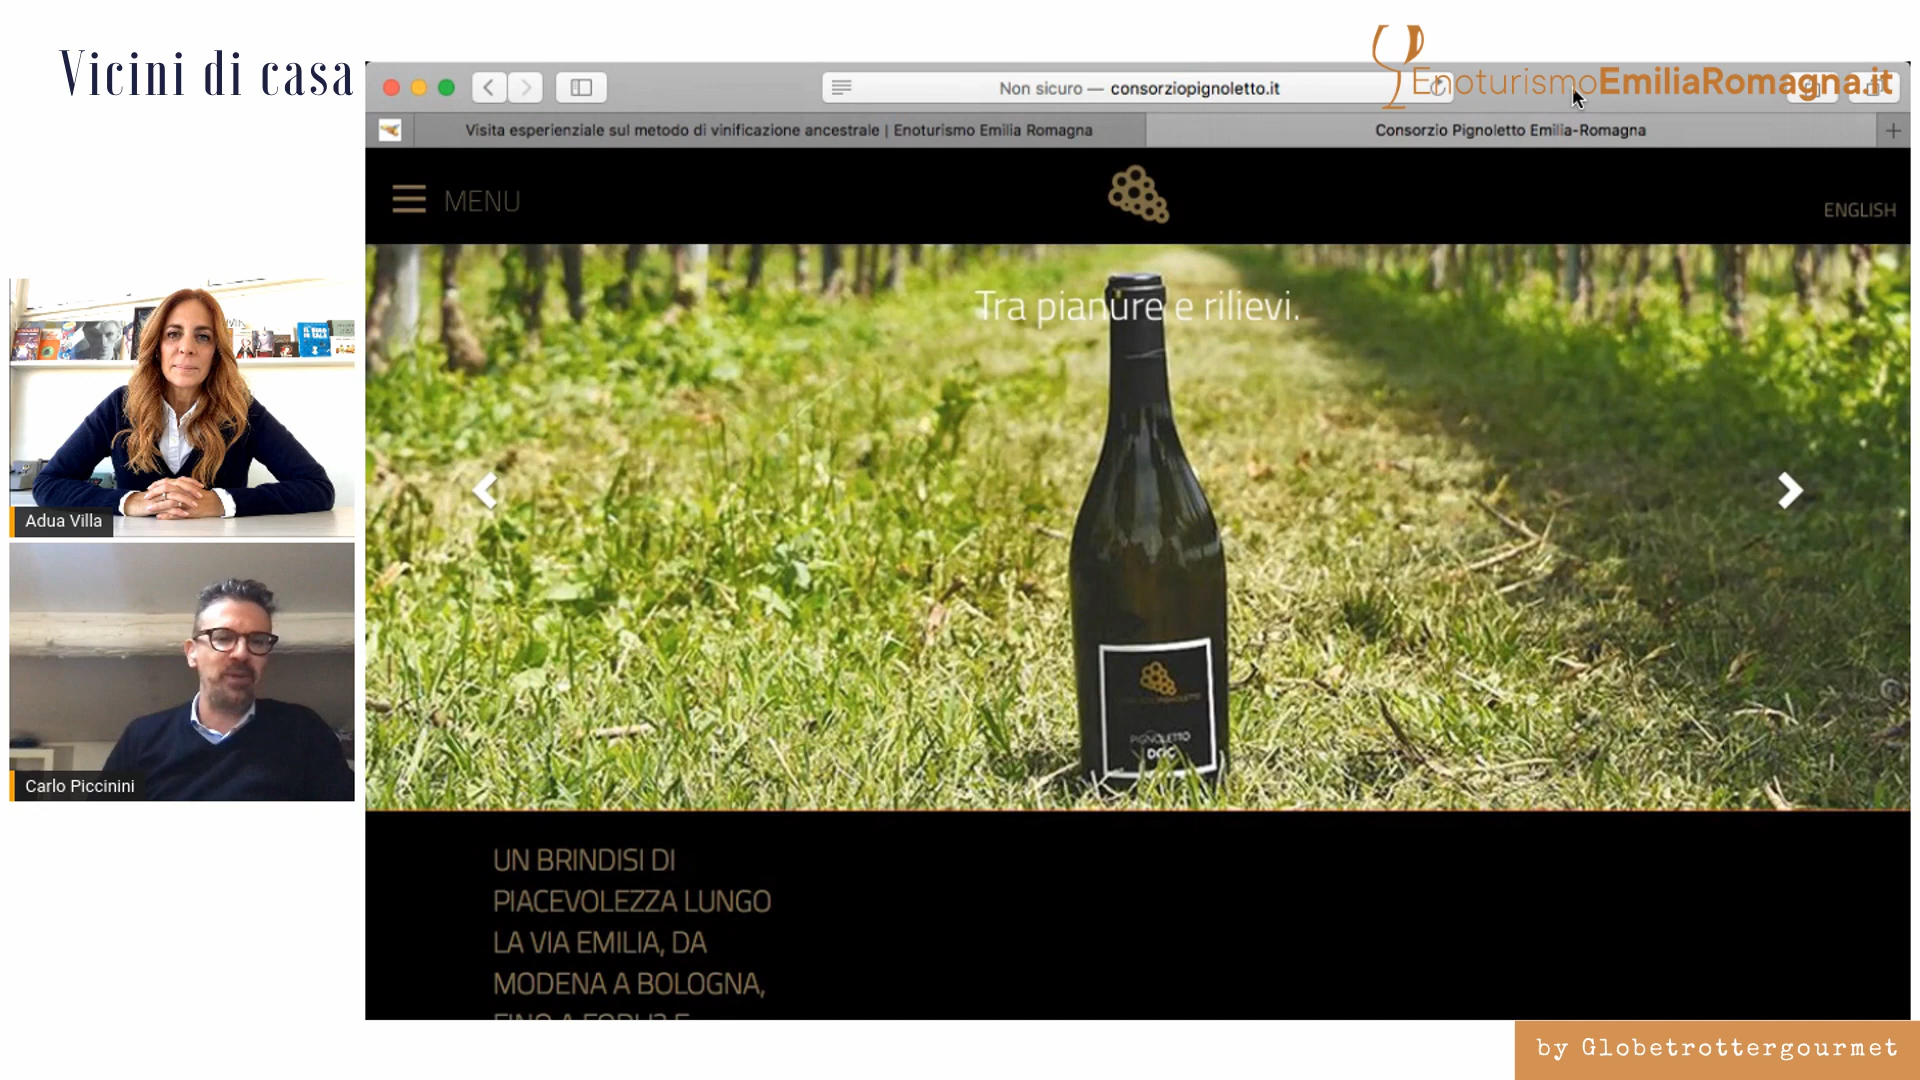 Vicini di casa
EnoturismoEmiliaRomagna.it
Non sicuro — consorziopignoletto.it
Visita esperienziale sul metodo di vinificazione ancestrale | Enoturismo Emilia Romagna
Consorzio Pignoletto Emilia-Romagna
MENU
ENGLISH
Tra pianure e rilievi.
Adua Villa
Carlo Piccinini
PIGNOLETTO
DOC
UN BRINDISI DI
PIACEVOLEZZA LUNGO
LA VIA EMILIA, DA
MODENA A BOLOGNA,
by Globetrottergourmet